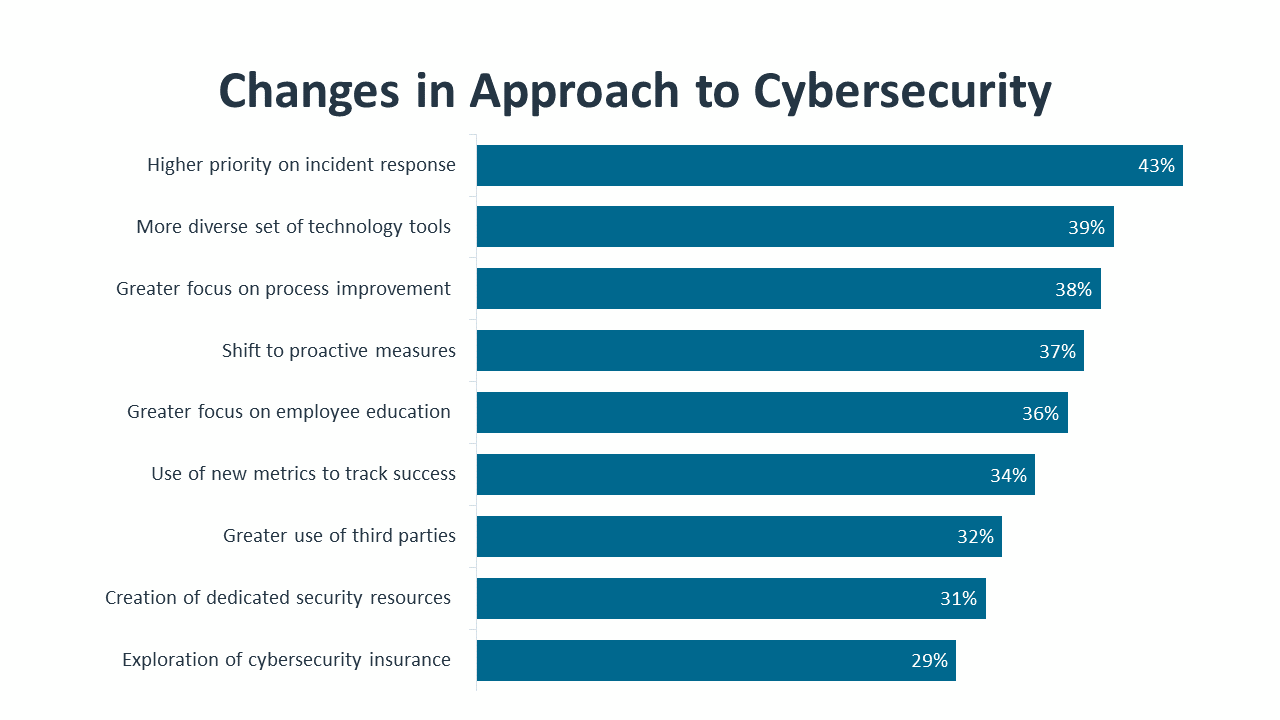 Changes in Approach to Cybersecurity
Higher priority on incident response 43%
More diverse set of technology tools 39%
Greater focus on process improvement 38%
Shift to proactive measures 37%
Greater focus on employee education 36%
Use of new metrics to track success 34%
Greater use of third parties 32%
Creation of dedicated security resources 31%
Exploration of cybersecurity insurance 29%